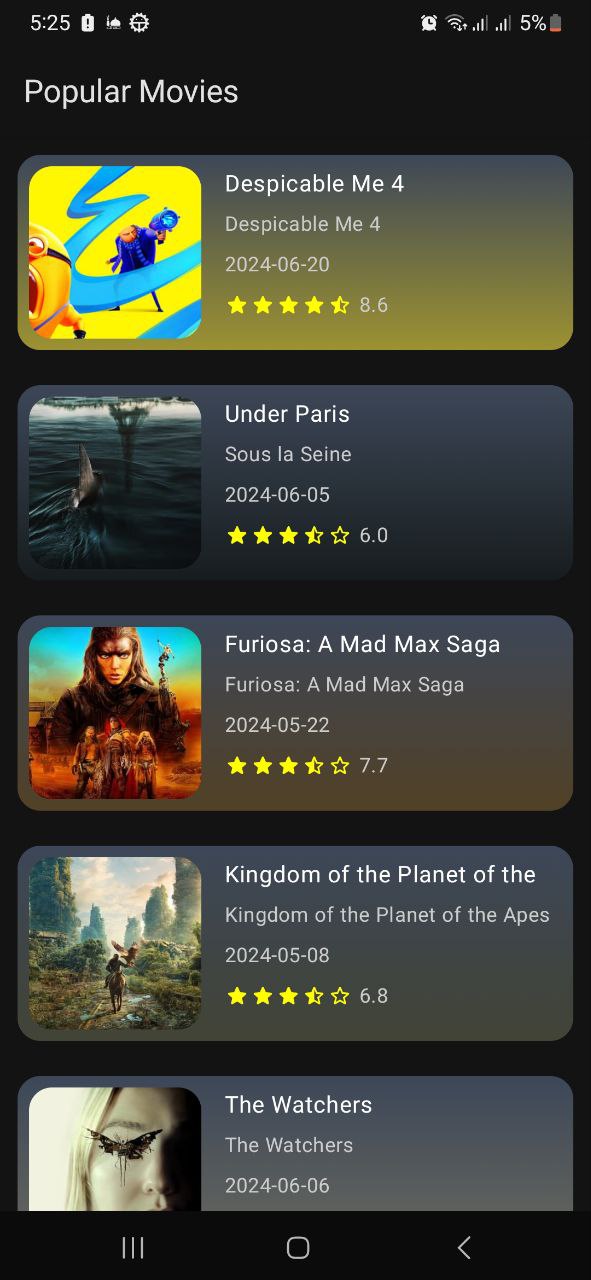 5:25 5%
Popular Movies
Despicable Me 4
Despicable Me 4
2024-06-20
8.6
Under Paris
Sous la Seine
2024-06-05
6.0
Furiosa: A Mad Max Saga
Furiosa: A Mad Max Saga
2024-05-22
7.7
Kingdom of the Planet of the
Kingdom of the Planet of the Apes
2024-05-08
6.8
The Watchers
The Watchers
2024-06-06